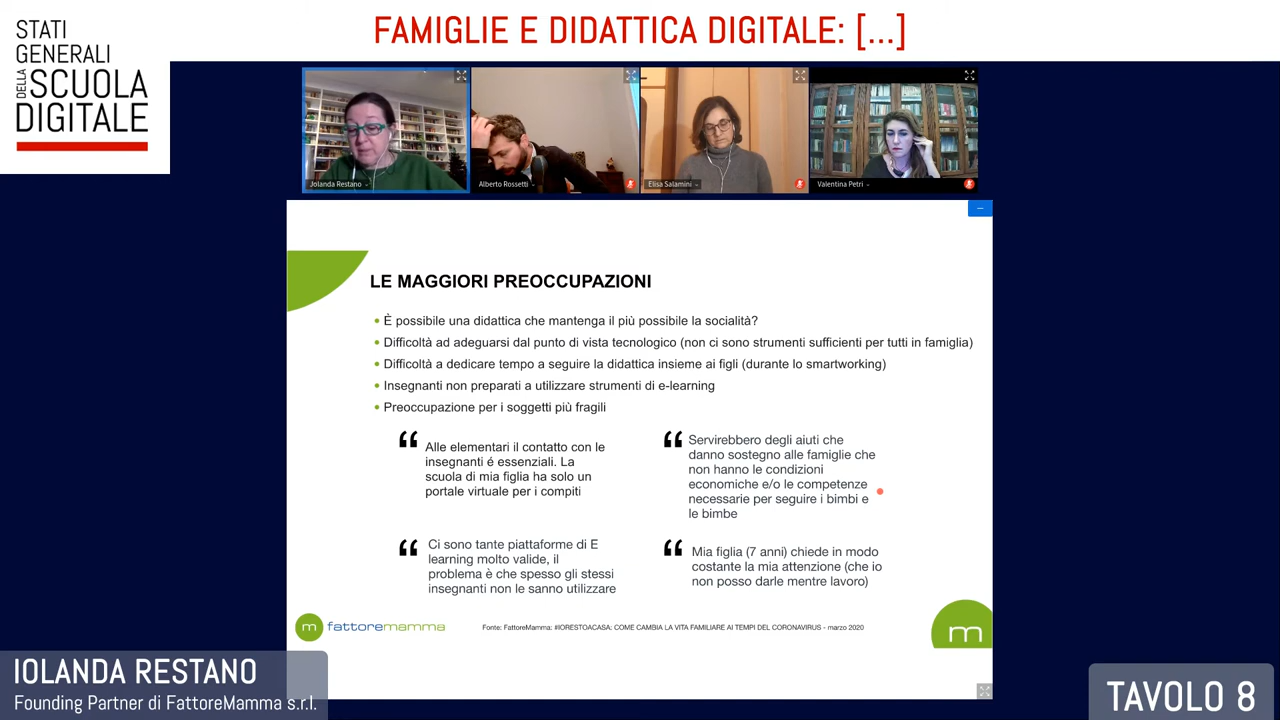 STATI
GENERALI
DELLA SCUOLA
DIGITALE
FAMIGLIE E DIDATTICA DIGITALE: [...]
Jolanda Restano
Alberto Rossetti
Elisa Salamini
Valentina Petri
LE MAGGIORI PREOCCUPAZIONI
• È possibile una didattica che mantenga il più possibile la socialità?
• Difficoltà ad adeguarsi dal punto di vista tecnologico (non ci sono strumenti sufficienti per tutti in famiglia)
• Difficoltà a dedicare tempo a seguire la didattica insieme ai figli (durante lo smartworking)
• Insegnanti non preparati a utilizzare strumenti di e-learning
• Preoccupazione per i soggetti più fragili
“ Alle elementari il contatto con le
insegnanti é essenziali. La
scuola di mia figlia ha solo un
portale virtuale per i compiti
“ Servirebbero degli aiuti che
danno sostegno alle famiglie che
non hanno le condizioni
economiche e/o le competenze
necessarie per seguire i bimbi e
le bimbe
“ Ci sono tante piattaforme di E
learning molto valide, il
problema è che spesso gli stessi
insegnanti non le sanno utilizzare
“ Mia figlia (7 anni) chiede in modo
costante la mia attenzione (che io
non posso darle mentre lavoro)
m fattoremamma
Fonte: FattoreMamma: #IORESTOACASA: COME CAMBIA LA VITA FAMILIARE AI TEMPI DEL CORONAVIRUS - marzo 2020
m
IOLANDA RESTANO
Founding Partner di FattoreMamma s.r.l.
TAVOLO 8